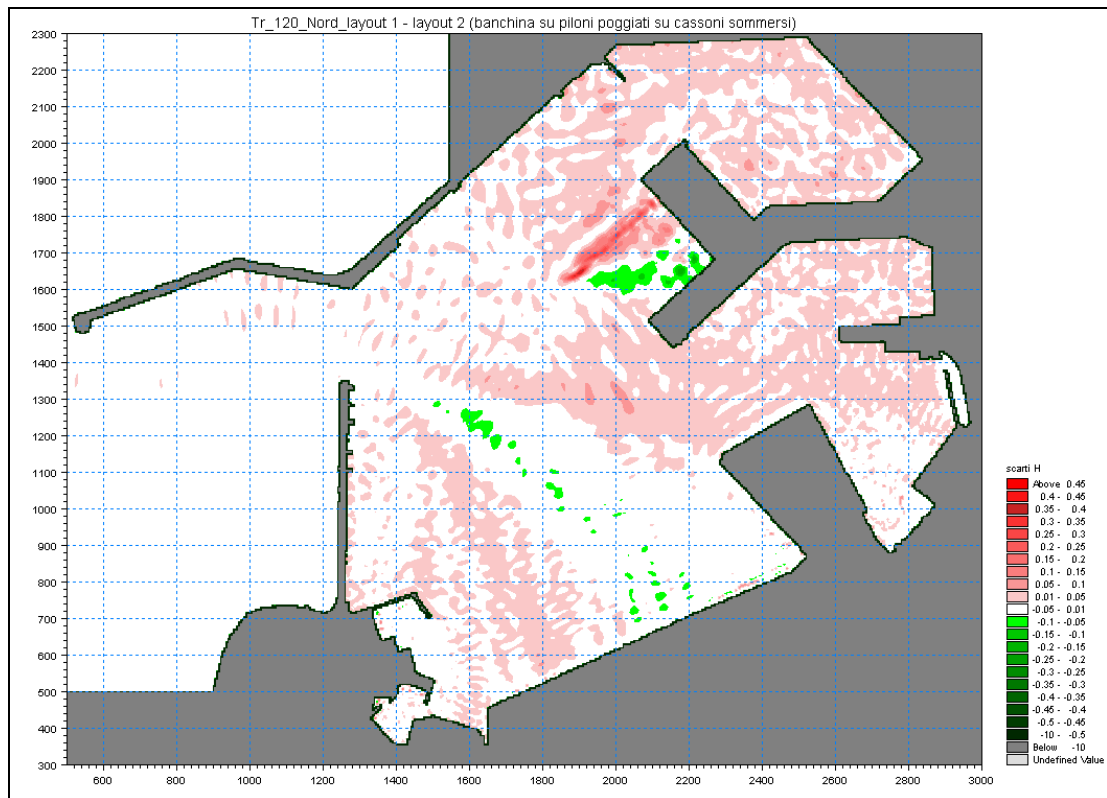 Tr_120_Nord_layout 1 - layout 2 (banchina su piloni poggiati su cassoni sommersi)
2300
2200
2100
2000
1900
1800
1700
1600
1500
1400
1300
1200
1100
1000
900
800
700
600
500
400
300
600 800 1000 1200 1400 1600 1800 2000 2200 2400 2600 2800 3000
scarti H
Above 0.45
0.4 - 0.45
0.35 - 0.4
0.3 - 0.35
0.25 - 0.3
0.2 - 0.25
0.15 - 0.2
0.1 - 0.15
0.05 - 0.1
0.01 - 0.05
-0.05 - 0.01
-0.1 - -0.05
-0.15 - -0.1
-0.2 - -0.15
-0.25 - -0.2
-0.3 - -0.25
-0.35 - -0.3
-0.4 - -0.35
-0.45 - -0.4
-0.5 - -0.45
-10 - -0.5
Below -10
Undefined Value